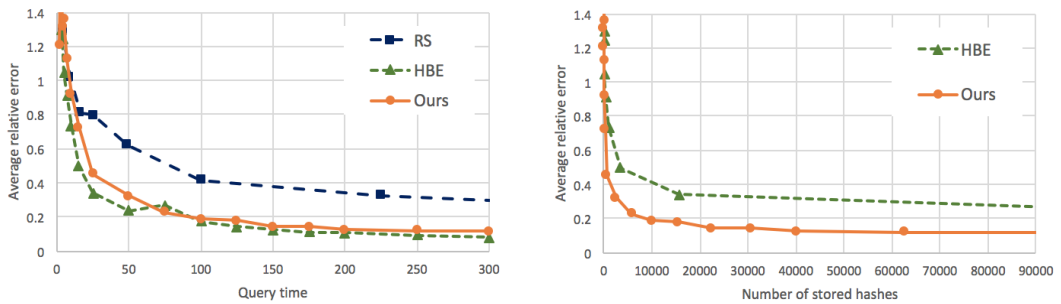 1.4
1.2
1
0.8
0.6
0.4
0.2
0
Average relative error
0 50 100 150 200 250 300
Query time
RS
HBE
Ours
1.4
1.2
1
0.8
0.6
0.4
0.2
0
Average relative error
0 10000 20000 30000 40000 50000 60000 70000 80000 90000
Number of stored hashes
HBE
Ours